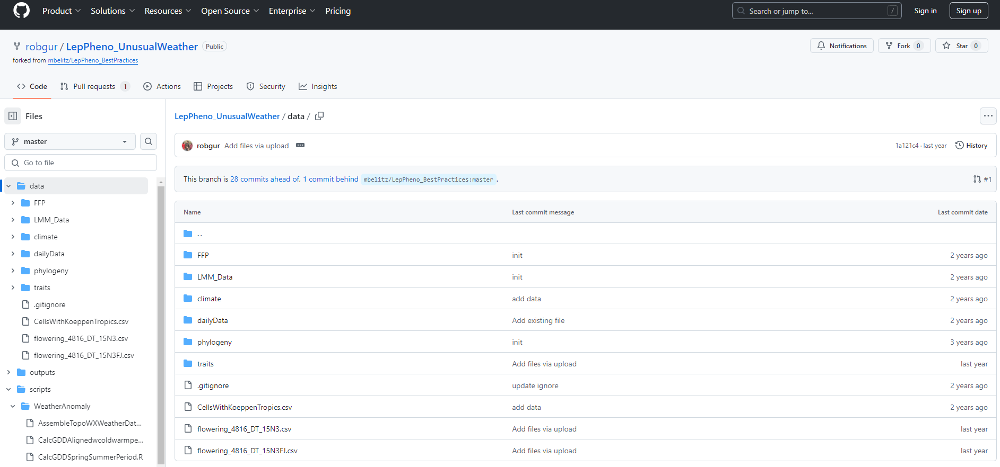 Product Solutions Resources Open Source Enterprise Pricing Search or jump to... / Sign in Sign up
robgur / LepPheno_UnusualWeather Public Notifications Fork 0 Star 0
forked from mbelitz/LepPheno_BestPractices
Code Pull requests 1 Actions Projects Security Insights
Files
master
Go to file
data
FFP
LMM_Data
climate
dailyData
phylogeny
traits
.gitignore
CellsWithKoeppenTropics.csv
flowering_4816_DT_15N3.csv
flowering_4816_DT_15N3FJ.csv
outputs
scripts
WeatherAnomaly
AssembleTopoWXWeatherDat...
CalcGDDAlignedwcoldwarmpe...
CalcGDDSpringSummerPeriod.R
LepPheno_UnusualWeather / data /
robgur Add files via upload 1a121c4 · last year History
This branch is 28 commits ahead of, 1 commit behind mbelitz/LepPheno_BestPractices:master . #1
Name Last commit message Last commit date
..
FFP init 2 years ago
LMM_Data init 2 years ago
climate add data 2 years ago
dailyData Add existing file 2 years ago
phylogeny init 3 years ago
traits Add files via upload last year
.gitignore update ignore 2 years ago
CellsWithKoeppenTropics.csv add data 2 years ago
flowering_4816_DT_15N3.csv Add files via upload last year
flowering_4816_DT_15N3FJ.csv Add files via upload last year